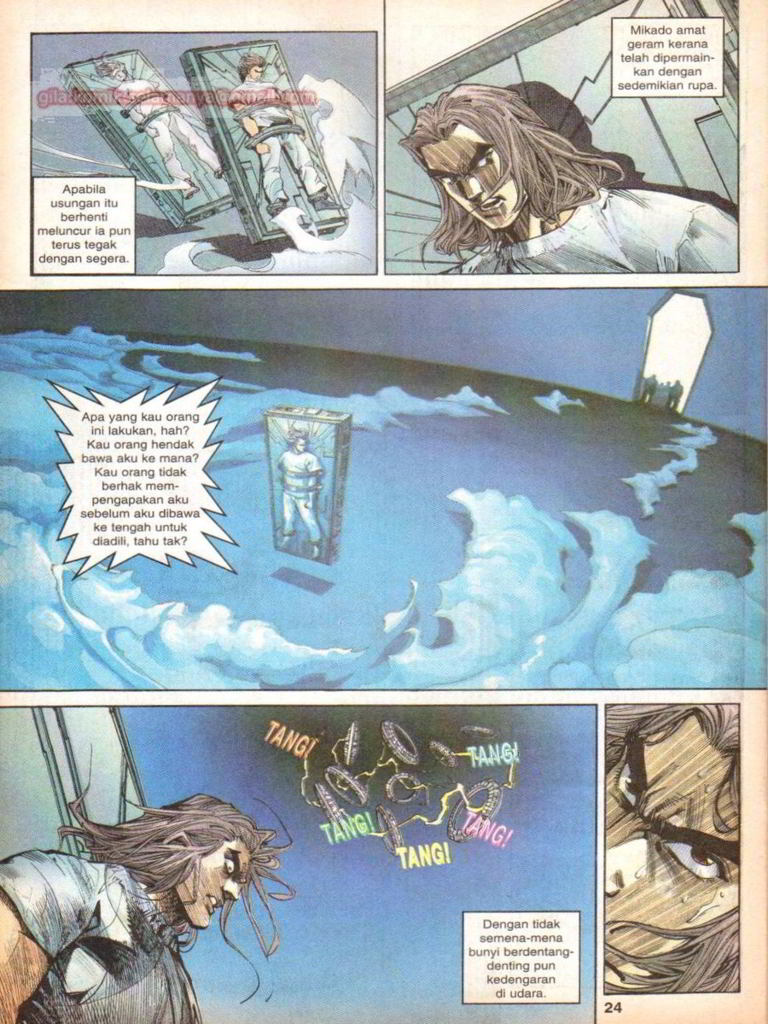 Apabila
usungan itu
berhenti
meluncur ia pun
terus tegak
dengan segera.
Mikado amat
geram kerana
telah dipermain-
kan dengan
sedemikian rupa.
Apa yang kau orang
ini lakukan, hah?
Kau orang hendak
bawa aku ke mana?
Kau orang tidak
berhak mem-
pengapakan aku
sebelum aku dibawa
ke tengah untuk
diadili, tahu tak?
TANG!
TANG!
TANG!
TANG!
TANG!
Dengan tidak
semena-mena
bunyi berdentang-
denting pun
kedengaran
di udara.
24